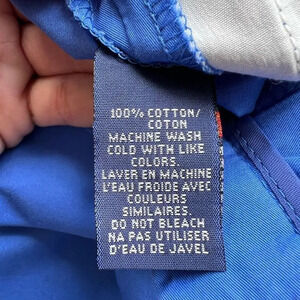 100% COTTON/
COTON
MACHINE WASH
COLD WITH LIKE
COLORS.
LAVER EN MACHINE
L'EAU FROIDE AVEC
COULEURS
SIMILAIRES.
DO NOT BLEACH
NA PAS UTILISER
D'EAU DE JAVEL